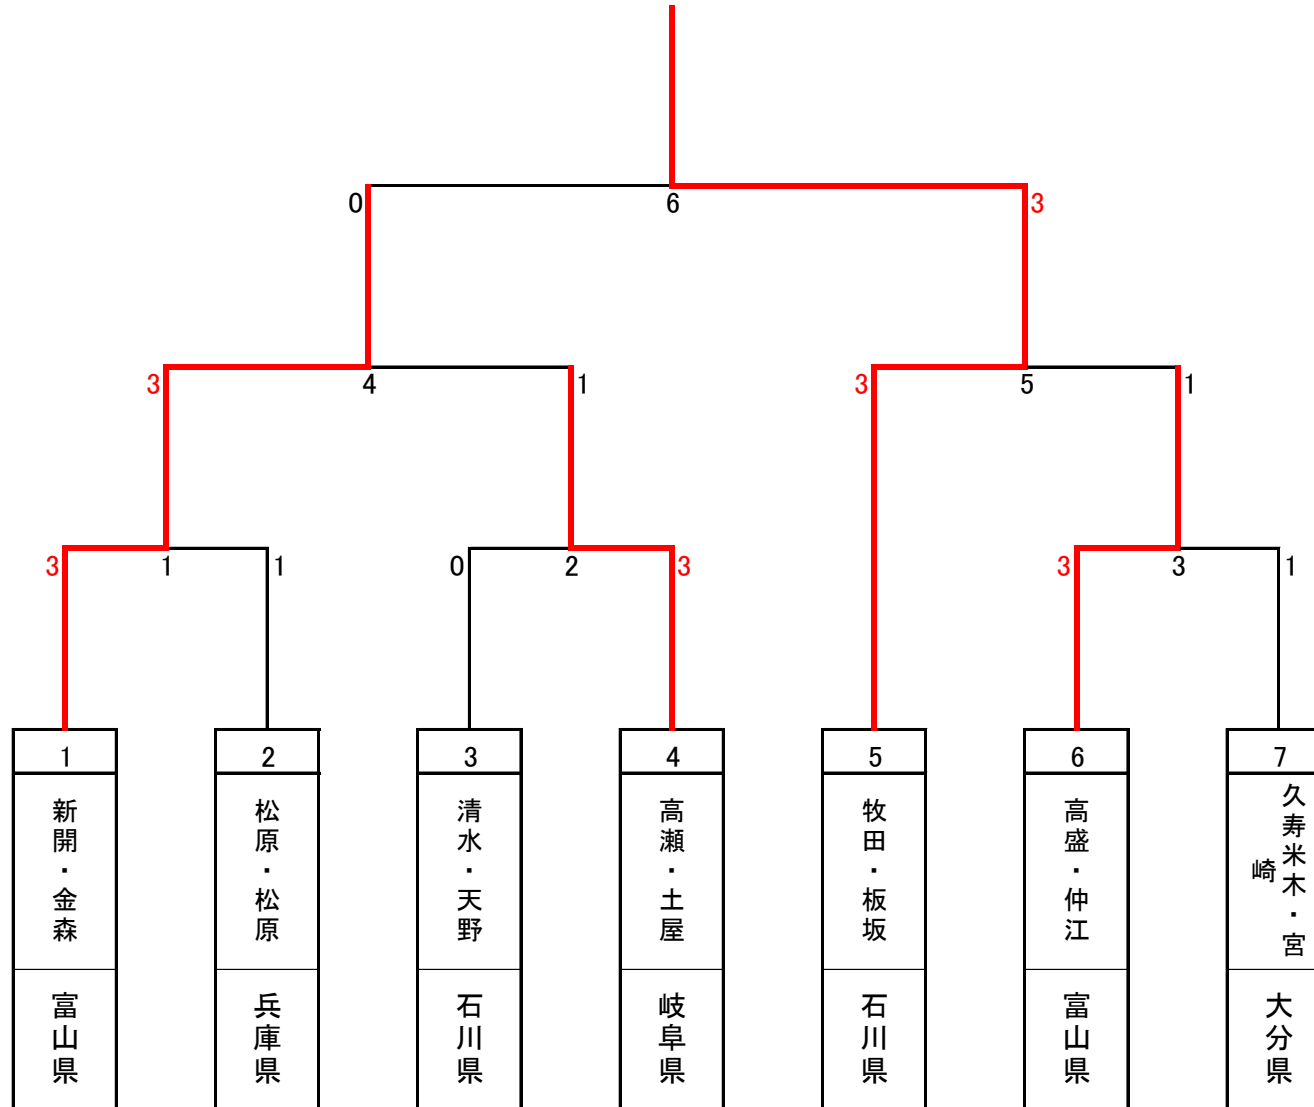 0 6 3
3 4 1 3 5 1
3 1 1 0 2 3 3 3 1
1 2 3 4 5 6 7
新開・金森
松原・松原
清水・天野
高瀬・土屋
牧田・板坂
高盛・仲江
久寿米木・宮
崎
富山県
兵庫県
石川県
岐阜県
石川県
富山県
大分県